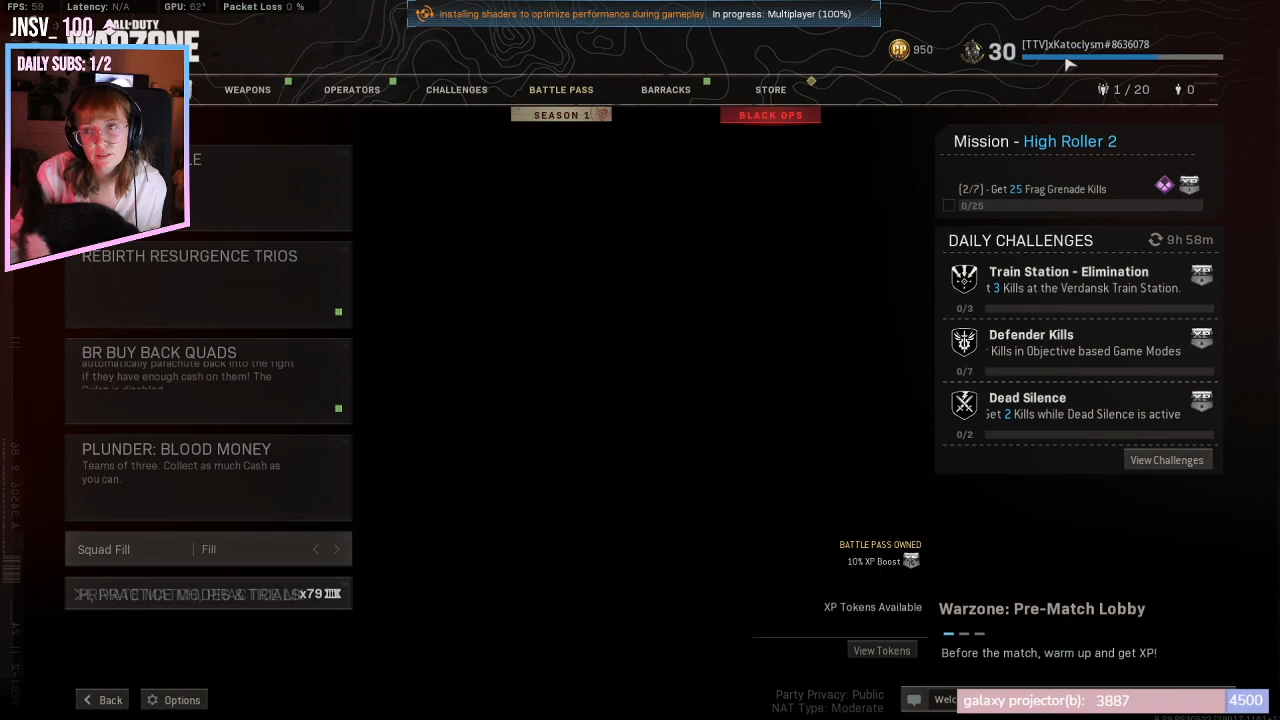 FPS: 59 Latency: N/A GPU: 62° Packet Loss 0 %
Installing shaders to optimize performance during gameplay. In progress: Multiplayer (100%)
JNSV_ 100
CALL OF DUTY
WARZONE
DAILY SUBS: 1/2
CP 950
30
[TTV]xKatoclysm#8636078
WEAPONS OPERATORS CHALLENGES BATTLE PASS BARRACKS STORE
1 / 20 0
SEASON 1 BLACK OPS
Mission - High Roller 2
[2/7] - Get 25 Frag Grenade Kills
0/25
REBIRTH RESURGENCE TRIOS
BR BUY BACK QUADS
automatically parachute back into the fight
if they have enough cash on them! The
Gulag is disabled
PLUNDER: BLOOD MONEY
Teams of three. Collect as much Cash as
you can.
Squad Fill Fill
x79
DAILY CHALLENGES 9h 58m
Train Station - Elimination
t 3 Kills at the Verdansk Train Station.
0/3
Defender Kills
Kills in Objective based Game Modes
0/7
Dead Silence
Get 2 Kills while Dead Silence is active
0/2
View Challenges
BATTLE PASS OWNED
10% XP Boost
XP Tokens Available
View Tokens
Warzone: Pre-Match Lobby
Before the match, warm up and get XP!
Back Options
Party Privacy: Public
NAT Type: Moderate
Welc
galaxy projector(b): 3887 4500